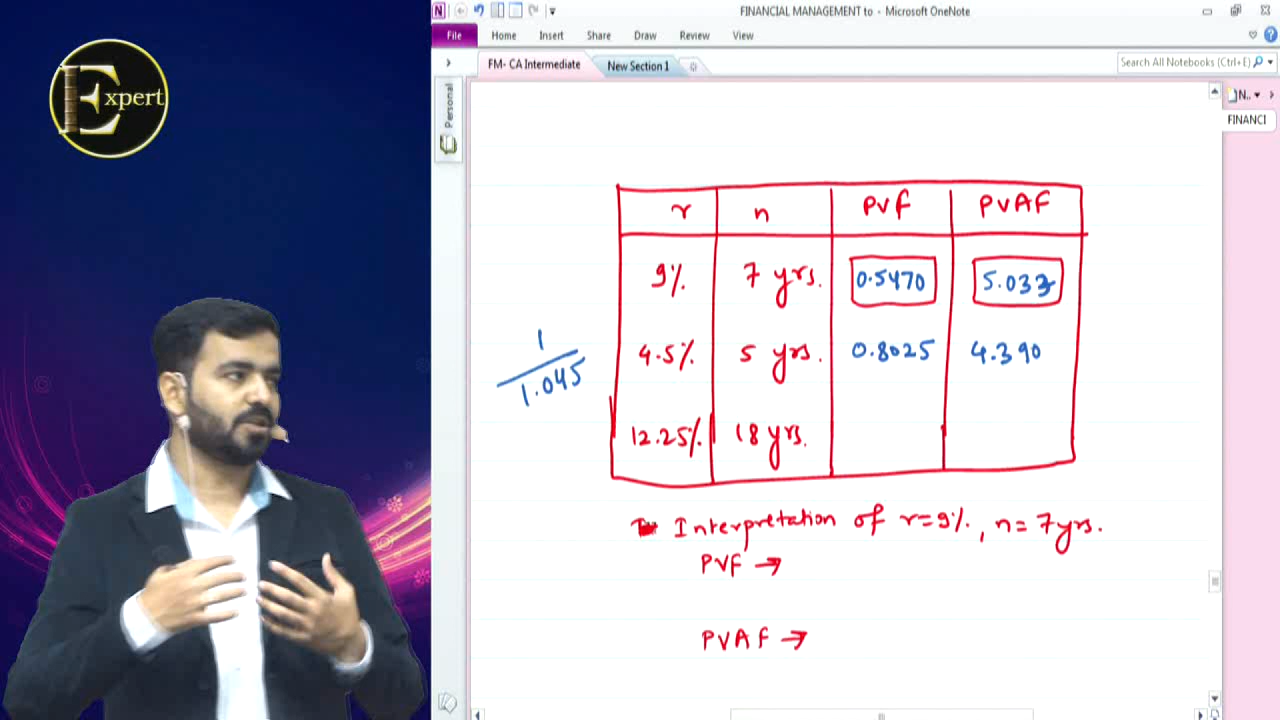 Expert
FINANCIAL MANAGEMENT to - Microsoft OneNote
File Home Insert Share Draw Review View
FM- CA Intermediate New Section 1
Search All Notebooks (Ctrl+E)
Personal
N..
FINANCI
r n PVF PVAF
9% 7 yrs. 0.5470 5.033
4.5% 5 yrs. 0.8025 4.390
12.25% 18 yrs.
1
1.045
Interpretation of r=9%, n=7yrs.
PVF →
PVAF →